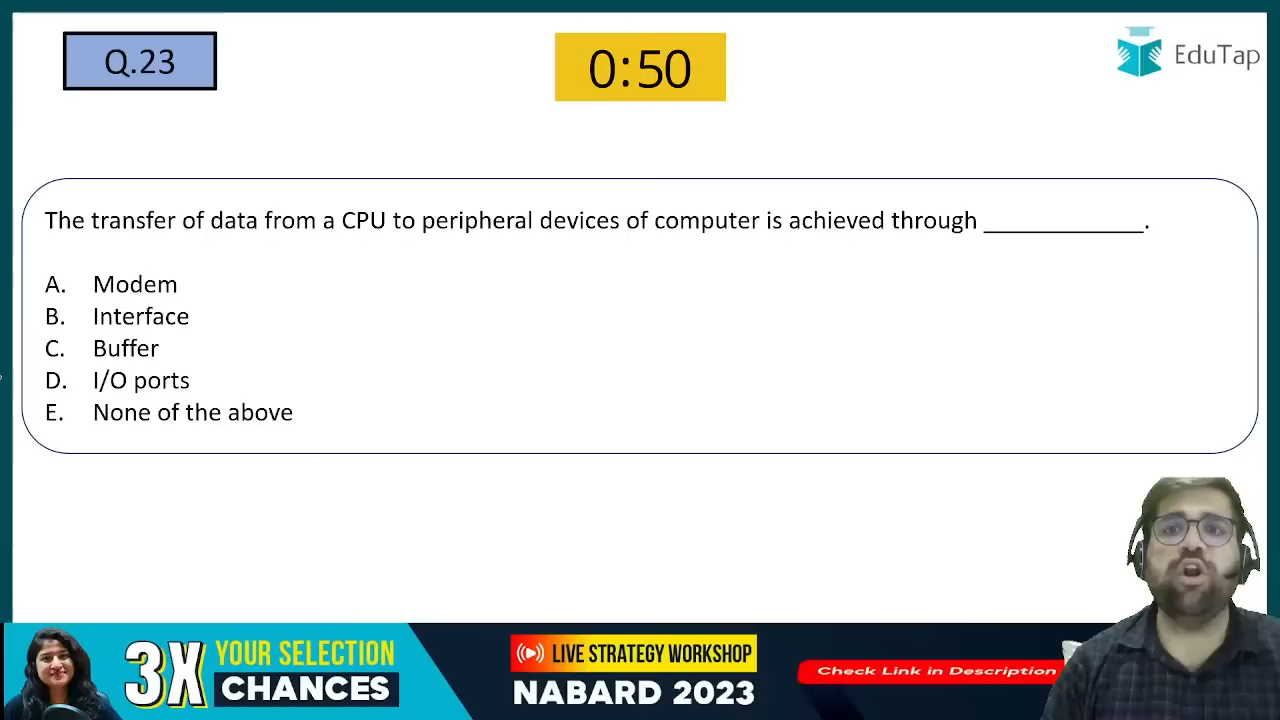 Q.23
0:50
EduTap
The transfer of data from a CPU to peripheral devices of computer is achieved through _____________.
A. Modem
B. Interface
C. Buffer
D. I/O ports
E. None of the above
3X YOUR SELECTION CHANCES
LIVE STRATEGY WORKSHOP
NABARD 2023
Check Link in Description